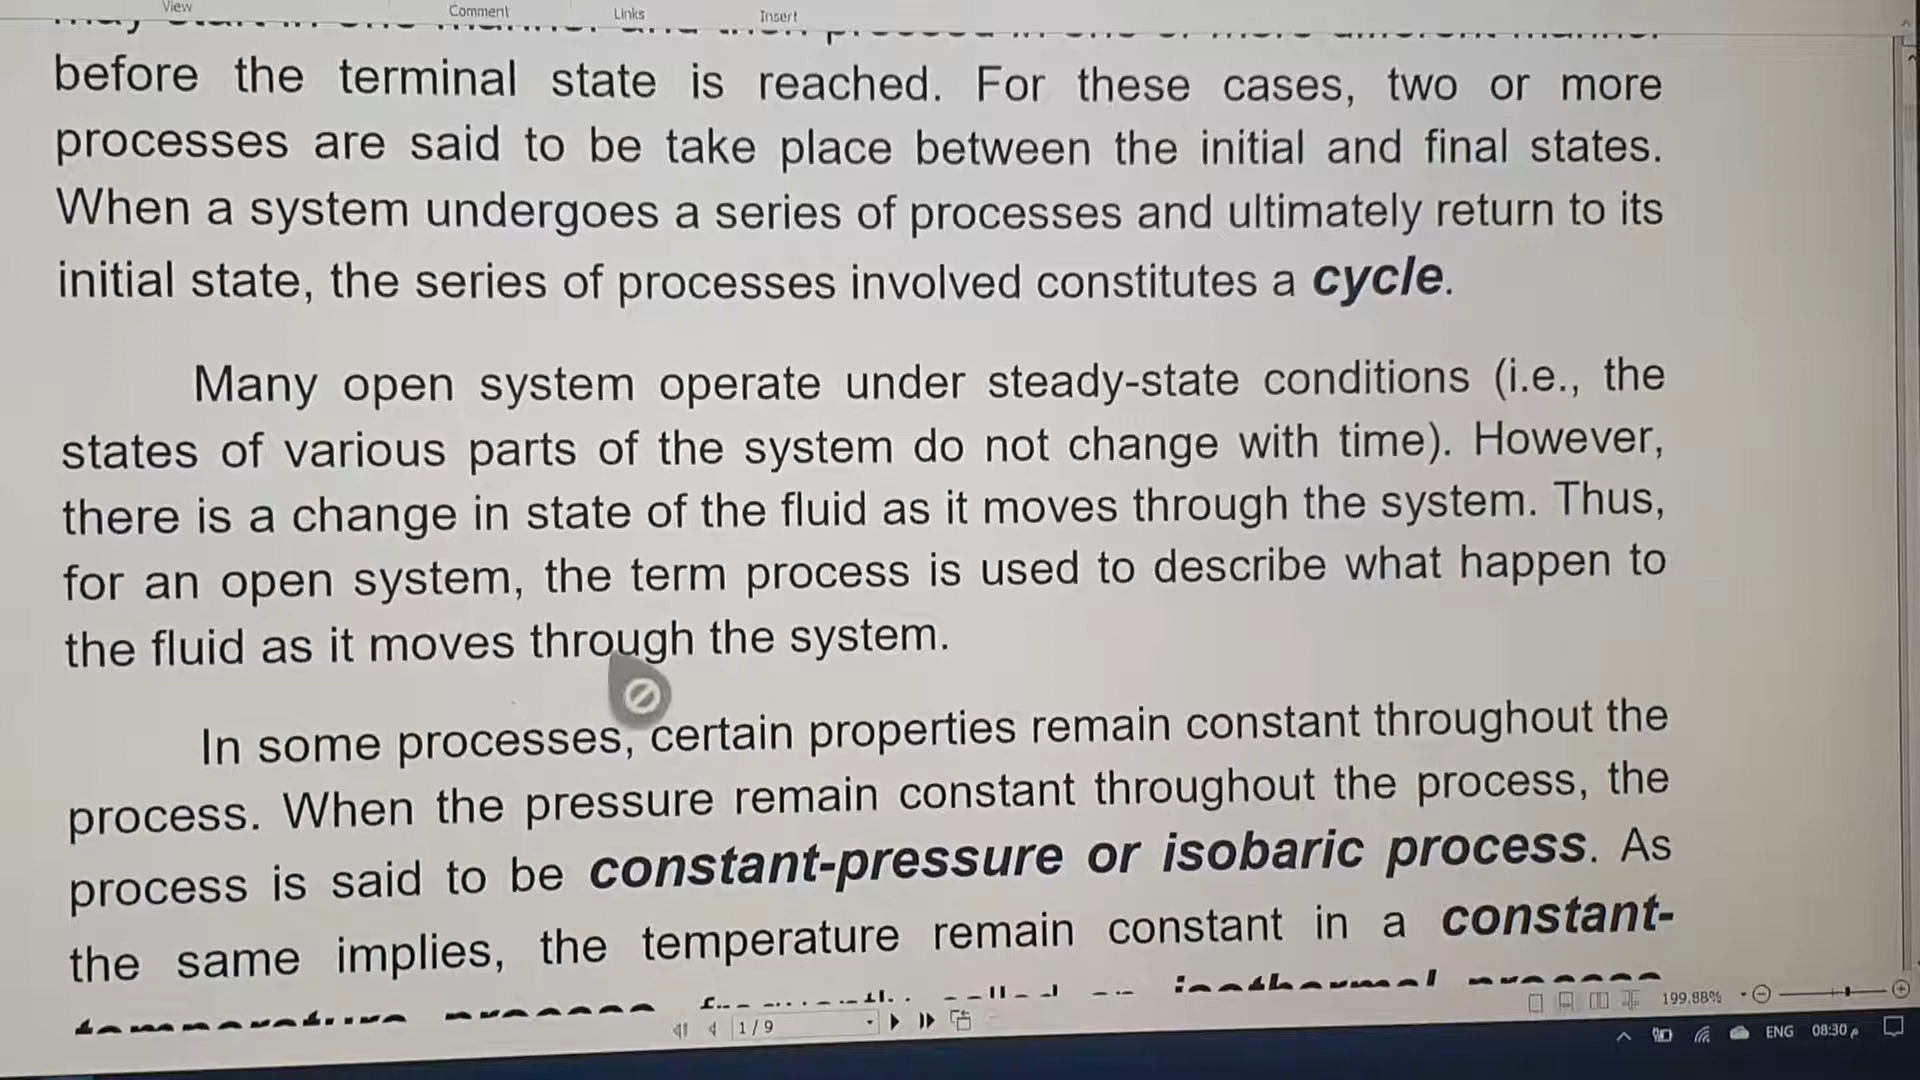 View Comment Links Insert
before the terminal state is reached. For these cases, two or more
processes are said to be take place between the initial and final states.
When a system undergoes a series of processes and ultimately return to its
initial state, the series of processes involved constitutes a cycle.
Many open system operate under steady-state conditions (i.e., the
states of various parts of the system do not change with time). However,
there is a change in state of the fluid as it moves through the system. Thus,
for an open system, the term process is used to describe what happen to
the fluid as it moves through the system.
In some processes, certain properties remain constant throughout the
process. When the pressure remain constant throughout the process, the
process is said to be constant-pressure or isobaric process. As
the same implies, the temperature remain constant in a constant-
1 / 9 199.88%
ENG 08:30 م